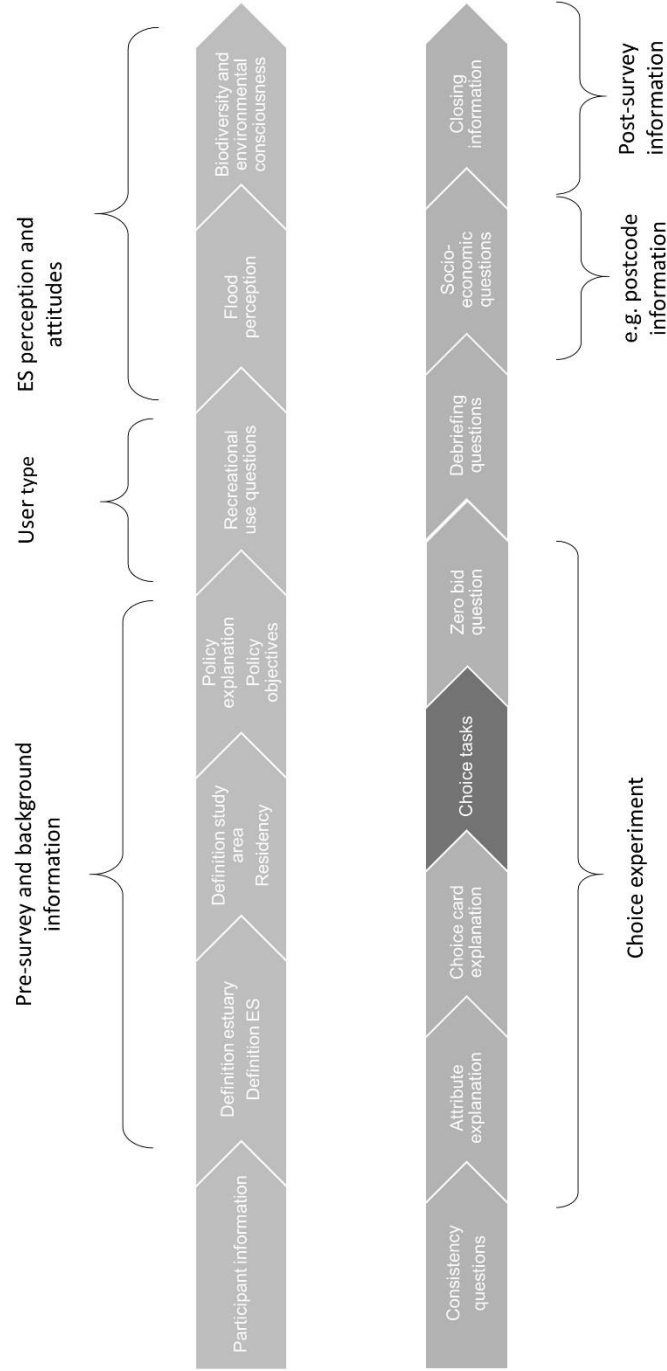 Pre-survey and background
information
User type
ES perception and
attitudes
Participant information
Definition estuary
Definition ES
Definition study
area
Residency
Policy
explanation
Policy
objectives
Recreational
use questions
Flood
perception
Biodiversity and
environmental
consciousness
Consistency
questions
Attribute
explanation
Choice card
explanation
Choice tasks
Zero bid
question
Debriefing
questions
Socio-
economic
questions
Closing
information
Choice experiment
e.g. postcode
information
Post-survey
information